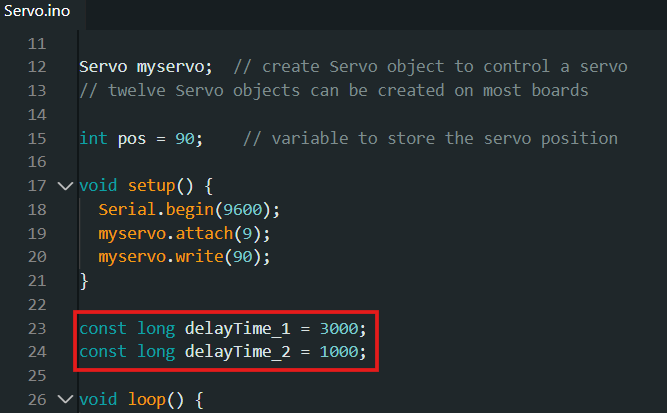 Servo.ino
11
12 Servo myservo;  // create Servo object to control a servo
13 // twelve Servo objects can be created on most boards
14
15 int pos = 90;    // variable to store the servo position
16
17 void setup() {
18   Serial.begin(9600);
19   myservo.attach(9);
20   myservo.write(90);
21 }
22
23 const long delayTime_1 = 3000;
24 const long delayTime_2 = 1000;
25
26 void loop() {